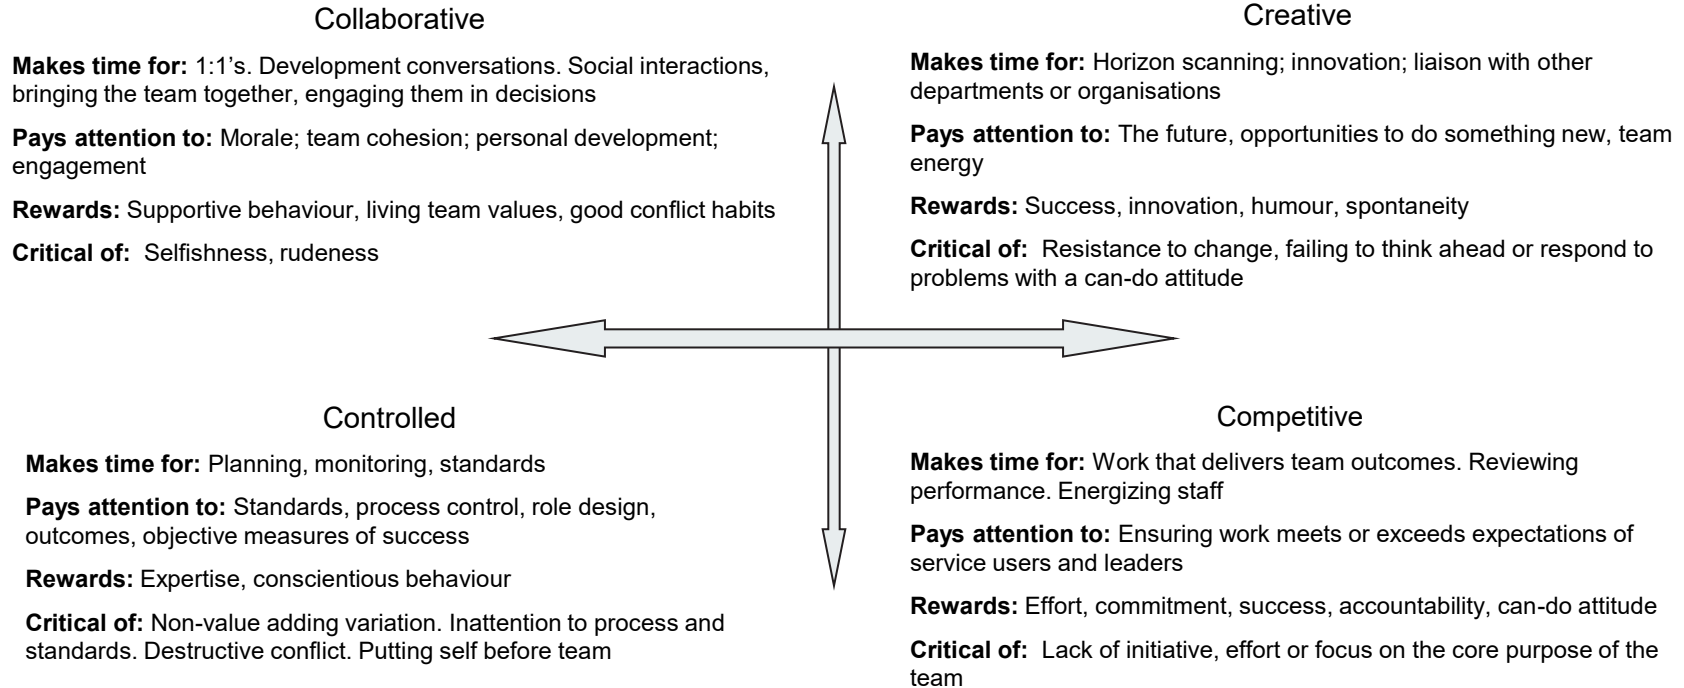 Collaborative
Makes time for: 1:1’s. Development conversations. Social interactions,
bringing the team together, engaging them in decisions
Pays attention to: Morale; team cohesion; personal development;
engagement
Rewards: Supportive behaviour, living team values, good conflict habits
Critical of:  Selfishness, rudeness
Creative
Makes time for: Horizon scanning; innovation; liaison with other
departments or organisations
Pays attention to: The future, opportunities to do something new, team
energy
Rewards: Success, innovation, humour, spontaneity
Critical of:  Resistance to change, failing to think ahead or respond to
problems with a can-do attitude
Controlled
Makes time for: Planning, monitoring, standards
Pays attention to: Standards, process control, role design,
outcomes, objective measures of success
Rewards: Expertise, conscientious behaviour
Critical of: Non-value adding variation. Inattention to process and
standards. Destructive conflict. Putting self before team
Competitive
Makes time for: Work that delivers team outcomes. Reviewing
performance. Energizing staff
Pays attention to: Ensuring work meets or exceeds expectations of
service users and leaders
Rewards: Effort, commitment, success, accountability, can-do attitude
Critical of:  Lack of initiative, effort or focus on the core purpose of the
team